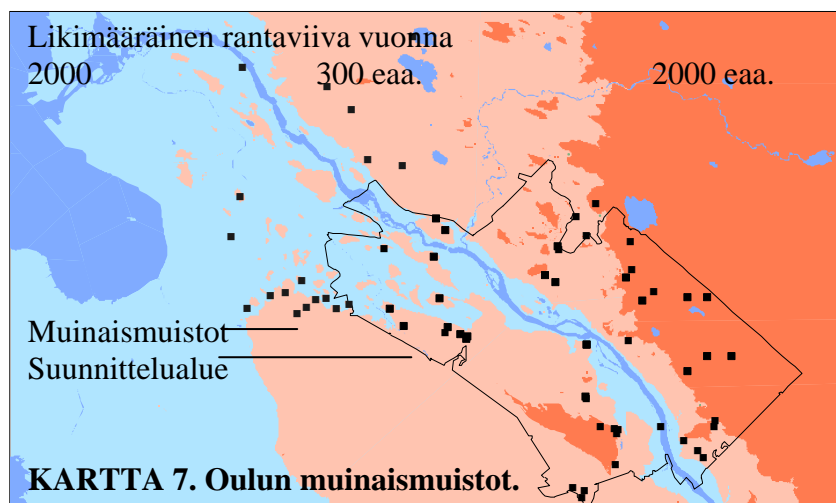 Likimääräinen rantaviiva vuonna
2000 300 eaa. 2000 eaa.
Muinaismuistot
Suunnittelualue
KARTTA 7. Oulun muinaismuistot.